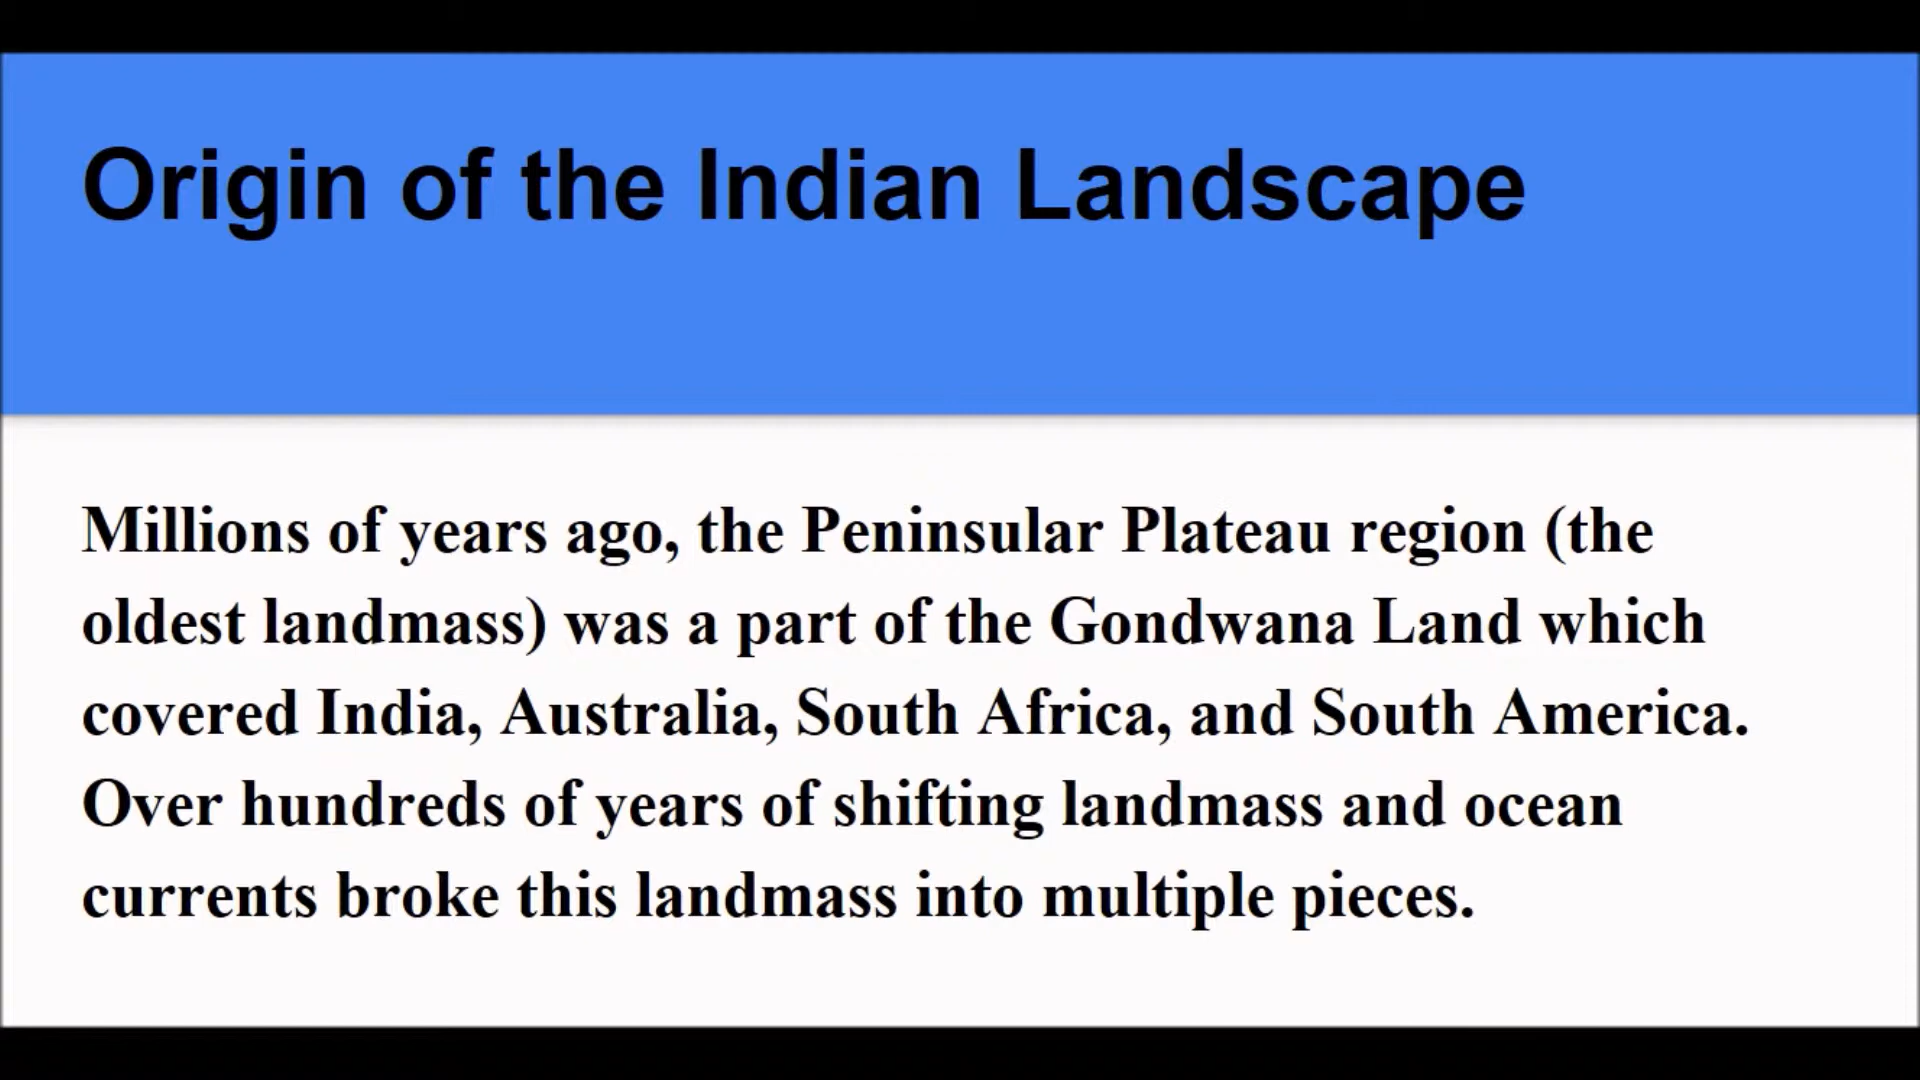 Origin of the Indian Landscape
Millions of years ago, the Peninsular Plateau region (the
oldest landmass) was a part of the Gondwana Land which
covered India, Australia, South Africa, and South America.
Over hundreds of years of shifting landmass and ocean
currents broke this landmass into multiple pieces.